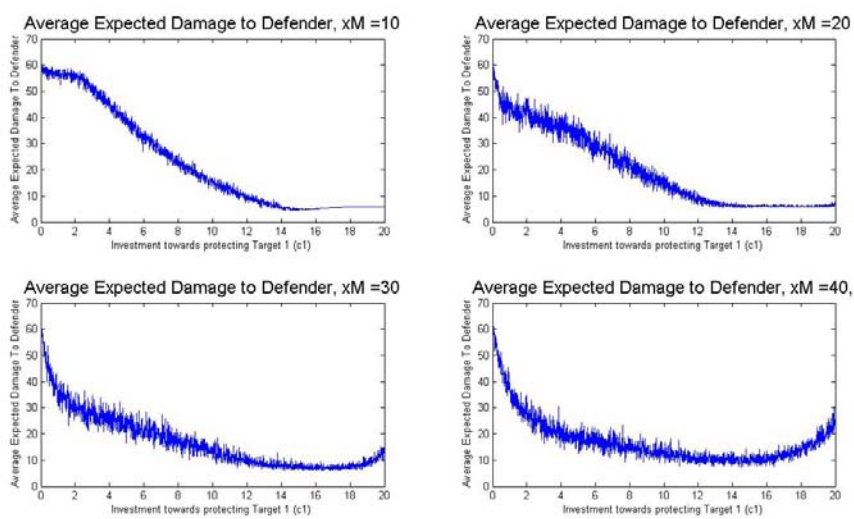 Average Expected Damage to Defender, xM =10
Average Expected Damage To Defender
70
60
50
40
30
20
10
0
0 2 4 6 8 10 12 14 16 18 20
Investment towards protecting Target 1 (c1)
Average Expected Damage to Defender, xM =20
Average Expected Damage To Defender
70
60
50
40
30
20
10
0
0 2 4 6 8 10 12 14 16 18 20
Investment towards protecting Target 1 (c1)
Average Expected Damage to Defender, xM =30
Average Expected Damage To Defender
70
60
50
40
30
20
10
0
0 2 4 6 8 10 12 14 16 18 20
Investment towards protecting Target 1 (c1)
Average Expected Damage to Defender, xM =40,
Average Expected Damage To Defender
70
60
50
40
30
20
10
0
0 2 4 6 8 10 12 14 16 18 20
Investment towards protecting Target 1 (c1)